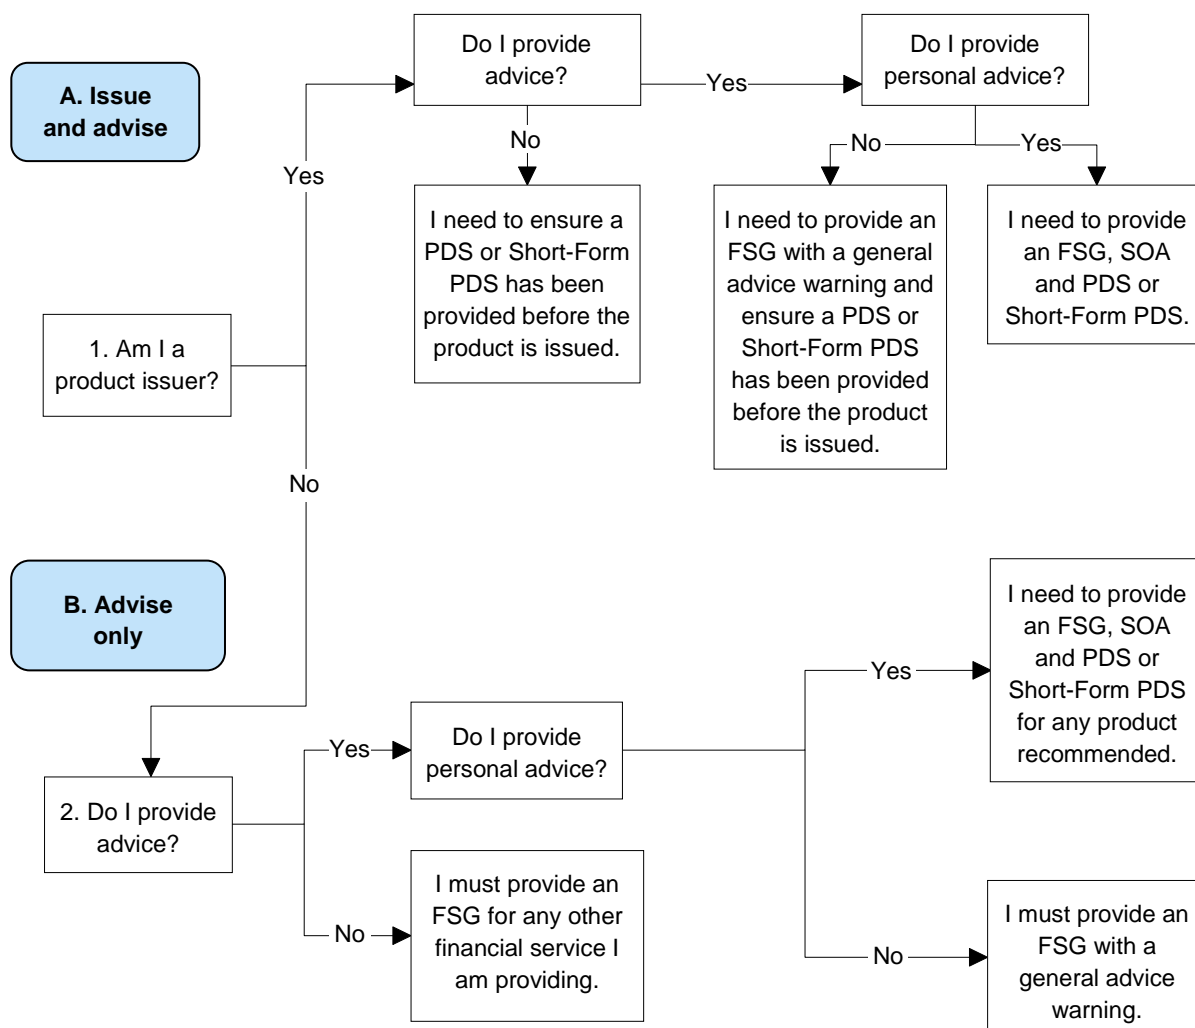 A. Issue
and advise
Do I provide
advice?
Yes
Do I provide
personal advice?
No
No
Yes
Yes
I need to ensure a
PDS or Short-Form
PDS has been
provided before the
product is issued.
I need to provide an
FSG with a general
advice warning and
ensure a PDS or
Short-Form PDS
has been provided
before the product
is issued.
I need to provide
an FSG, SOA
and PDS or
Short-Form PDS.
1. Am I a
product issuer?
No
B. Advise
only
I need to provide
an FSG, SOA
and PDS or
Short-Form PDS
for any product
recommended.
Yes
Yes
Do I provide
personal advice?
2. Do I provide
advice?
No
I must provide an
FSG for any other
financial service I
am providing.
No
I must provide an
FSG with a
general advice
warning.